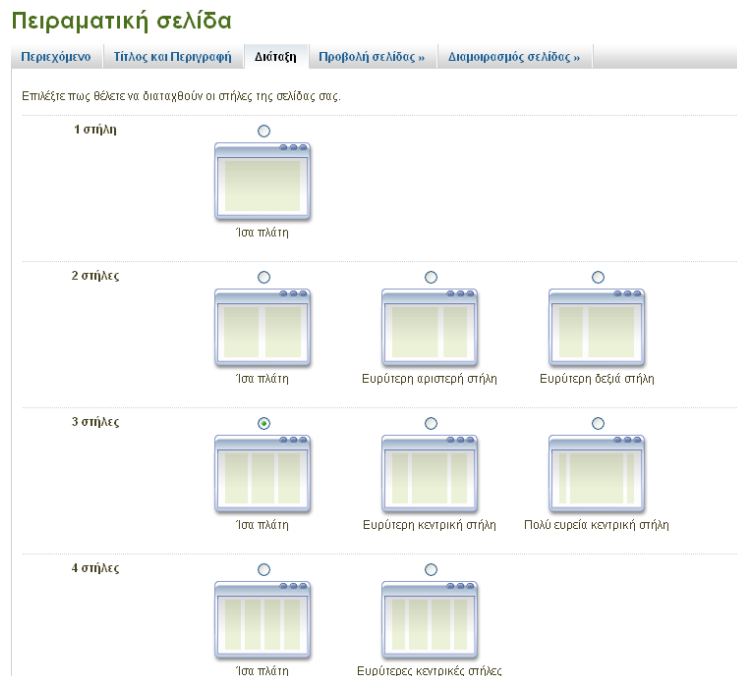 Πειραματική σελίδα
Περιεχόμενο Τίτλος και Περιγραφή Διάταξη Προβολή σελίδας » Διαμοιρασμός σελίδας »
Επιλέξτε πως θέλετε να διαταχθούν οι στήλες της σελίδας σας.
1 στήλη
Ίσα πλάτη
2 στήλες
Ίσα πλάτη Ευρύτερη αριστερή στήλη Ευρύτερη δεξιά στήλη
3 στήλες
Ίσα πλάτη Ευρύτερη κεντρική στήλη Πολύ ευρεία κεντρική στήλη
4 στήλες
Ίσα πλάτη Ευρύτερες κεντρικές στήλες